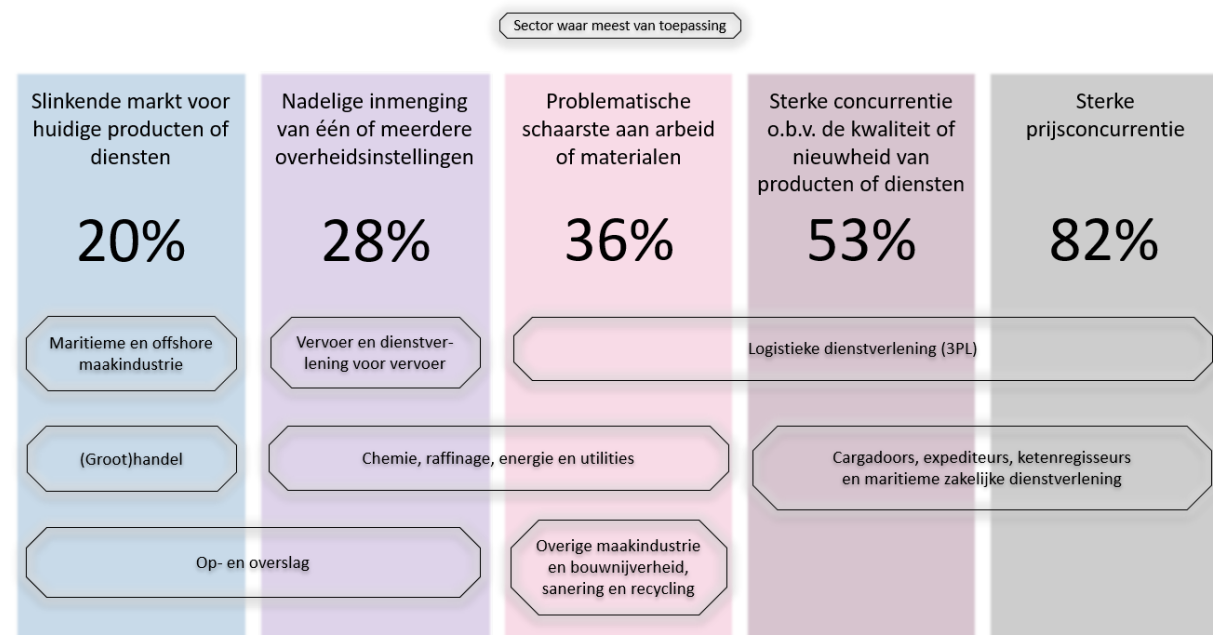 Sector waar meest van toepassing
Slinkende markt voor
huidige producten of
diensten
20%
Nadelige inmenging
van één of meerdere
overheidsinstellingen
28%
Problematische
schaarste aan arbeid
of materialen
36%
Sterke concurrentie
o.b.v. de kwaliteit of
nieuwheid van
producten of diensten
53%
Sterke
prijsconcurrentie
82%
Maritieme en offshore
maakindustrie
Vervoer en dienstver-
lening voor vervoer
Logistieke dienstverlening (3PL)
(Groot)handel
Chemie, raffinage, energie en utilities
Cargadoors, expediteurs, ketenregisseurs
en maritieme zakelijke dienstverlening
Op- en overslag
Overige maakindustrie
en bouwnijverheid,
sanering en recycling